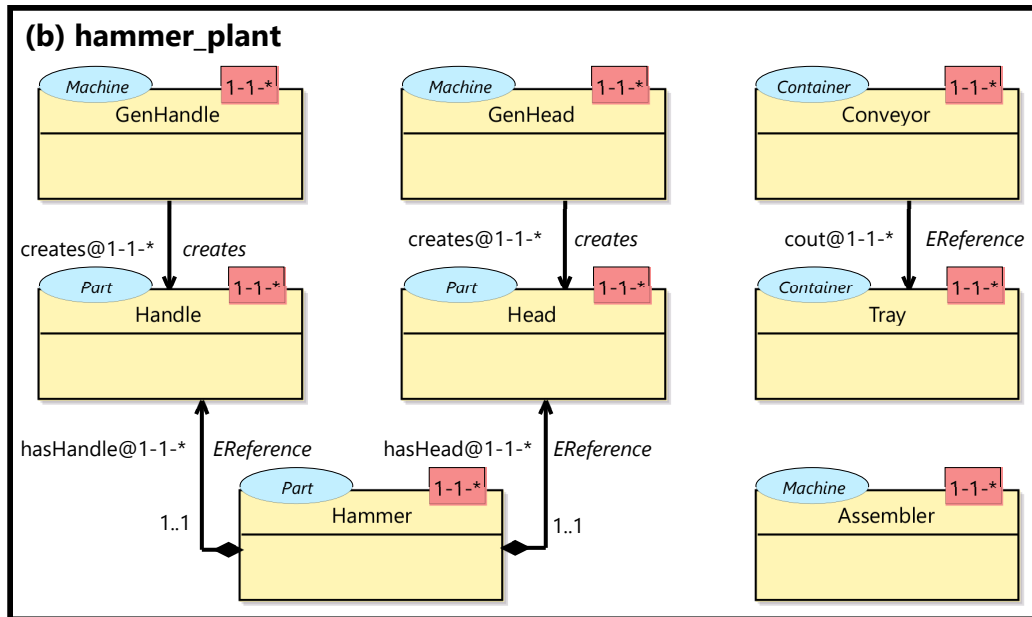 (b) hammer_plant
Machine
1-1-*
GenHandle
Machine
1-1-*
GenHead
Container
1-1-*
Conveyor
creates@1-1-*
creates
creates@1-1-*
creates
cout@1-1-*
EReference
Part
1-1-*
Handle
Part
1-1-*
Head
Container
1-1-*
Tray
hasHandle@1-1-*
EReference
hasHead@1-1-*
EReference
1..1
Part
1-1-*
Hammer
1..1
Machine
1-1-*
Assembler